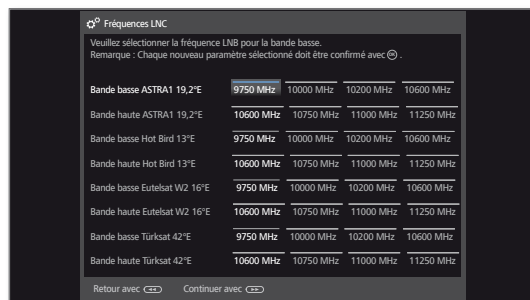 Fréquences LNC
Veuillez sélectionner la fréquence LNB pour la bande basse.
Remarque : Chaque nouveau paramètre sélectionné doit être confirmé avec OK .
Bande basse ASTRA1 19,2°E 9750 MHz 10000 MHz 10200 MHz 10600 MHz
Bande haute ASTRA1 19,2°E 10600 MHz 10750 MHz 11000 MHz 11250 MHz
Bande basse Hot Bird 13°E 9750 MHz 10000 MHz 10200 MHz 10600 MHz
Bande haute Hot Bird 13°E 10600 MHz 10750 MHz 11000 MHz 11250 MHz
Bande basse Eutelsat W2 16°E 9750 MHz 10000 MHz 10200 MHz 10600 MHz
Bande haute Eutelsat W2 16°E 10600 MHz 10750 MHz 11000 MHz 11250 MHz
Bande basse Türksat 42°E 9750 MHz 10000 MHz 10200 MHz 10600 MHz
Bande haute Türksat 42°E 10600 MHz 10750 MHz 11000 MHz 11250 MHz
Retour avec Continuer avec